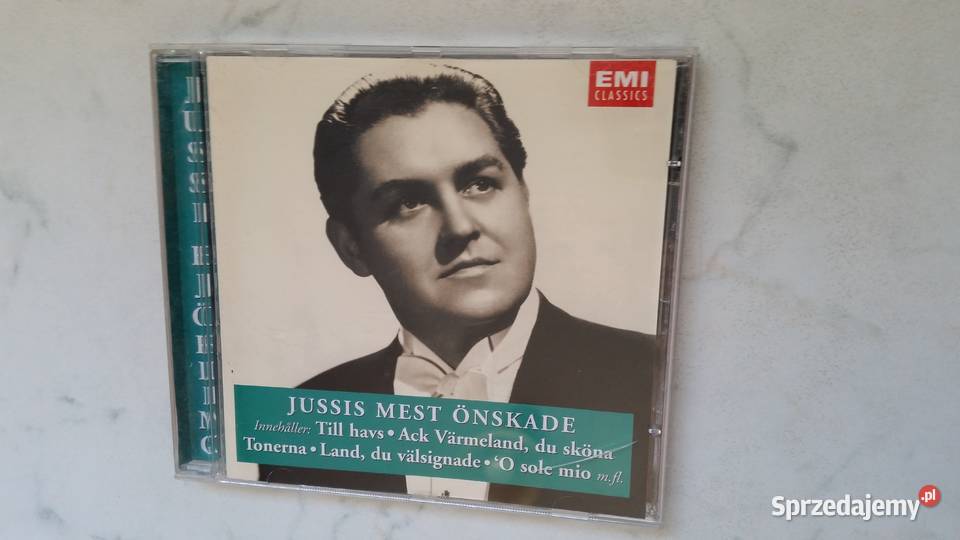 EMI
CLASSICS
JUSSIS MEST ÖNSKADE
Innehåller: Till havs • Ack Värmeland, du sköna
Tonerna • Land, du välsignade • ‘O sole mio m.fl.
JUSSI
Sprzedajemy.pl